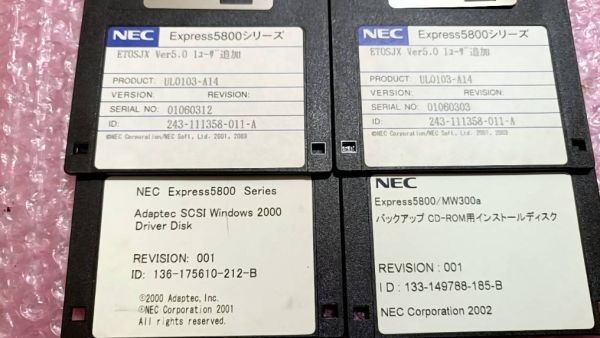 NEC Express5800シリーズ
ETOSJX Ver5.0 1ユーザ追加
PRODUCT: UL0103-A14
VERSION: REVISION:
SERIAL NO: 01060312
ID: 243-111358-011-A
©NEC Corporation/NEC Soft, Ltd. 2001, 2003
NEC Express5800シリーズ
ETOSJX Ver5.0 1ユーザ追加
PRODUCT: UL0103-A14
VERSION: REVISION:
SERIAL NO: 01060303
ID: 243-111358-011-A
©NEC Corporation/NEC Soft, Ltd. 2001, 2003
NEC Express5800 Series
Adaptec SCSI Windows 2000
Driver Disk
REVISION: 001
ID: 136-175610-212-B
©2000 Adaptec, Inc.
©NEC Corporation 2001
All rights reserved.
NEC
Express5800/MW300a
バックアップ CD-ROM用インストールディスク
REVISION:001
ID:133-149788-185-B
NEC Corporation 2002